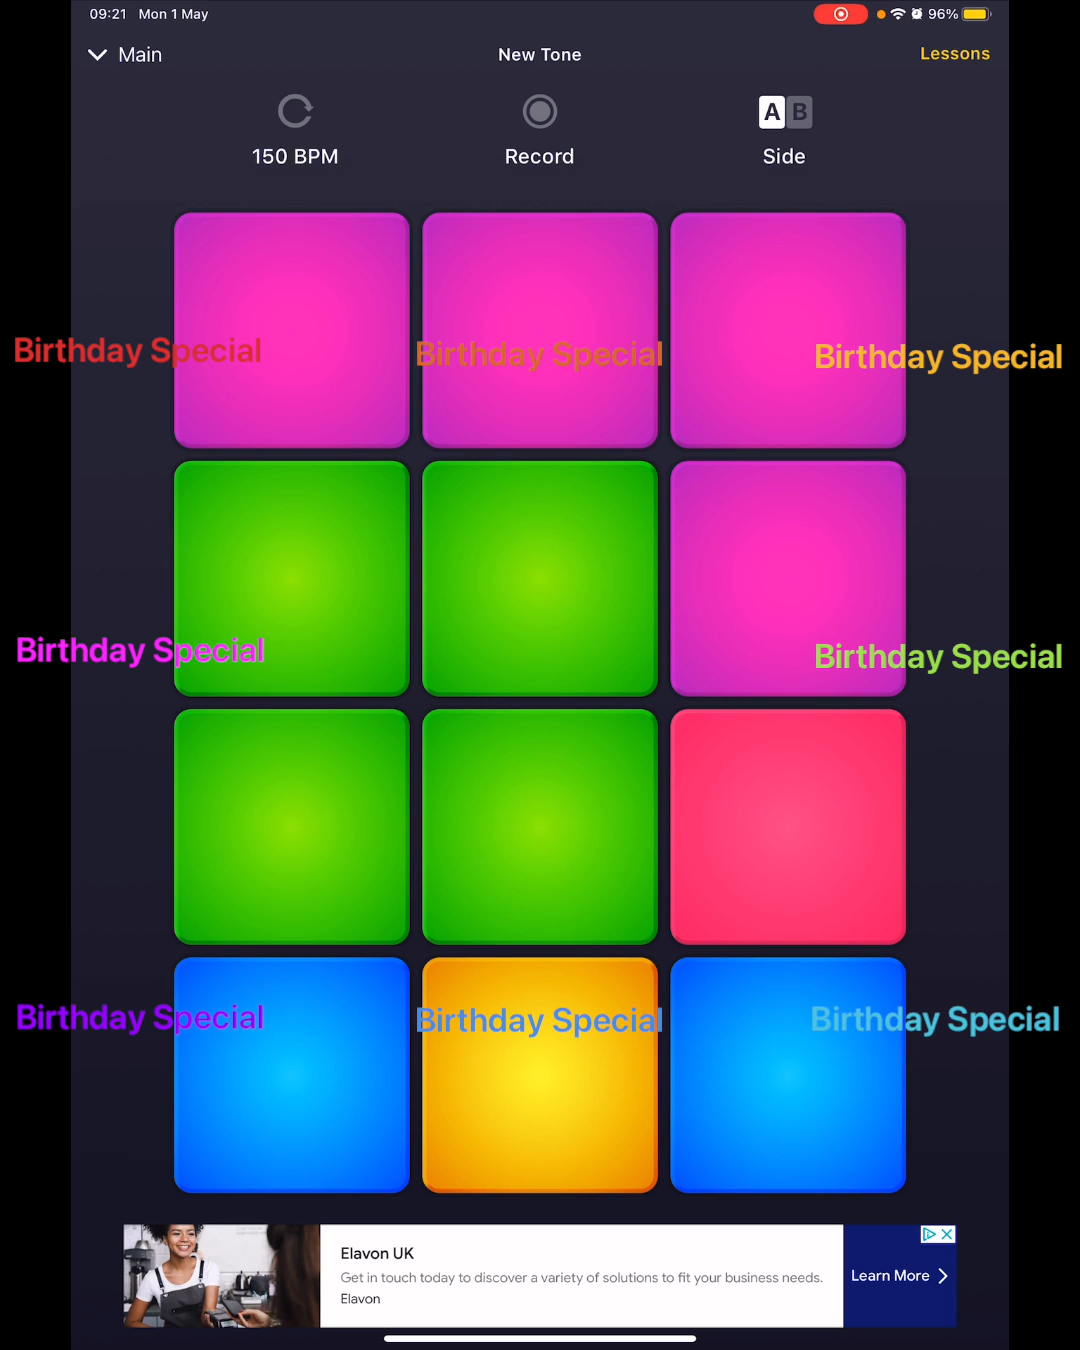 09:21 Mon 1 May 96%
Main New Tone Lessons
A B
150 BPM Record Side
Birthday Special Birthday Special Birthday Special
Birthday Special Birthday Special
Birthday Special Birthday Special Birthday Special
Elavon UK
Get in touch today to discover a variety of solutions to fit your business needs.
Elavon
Learn More